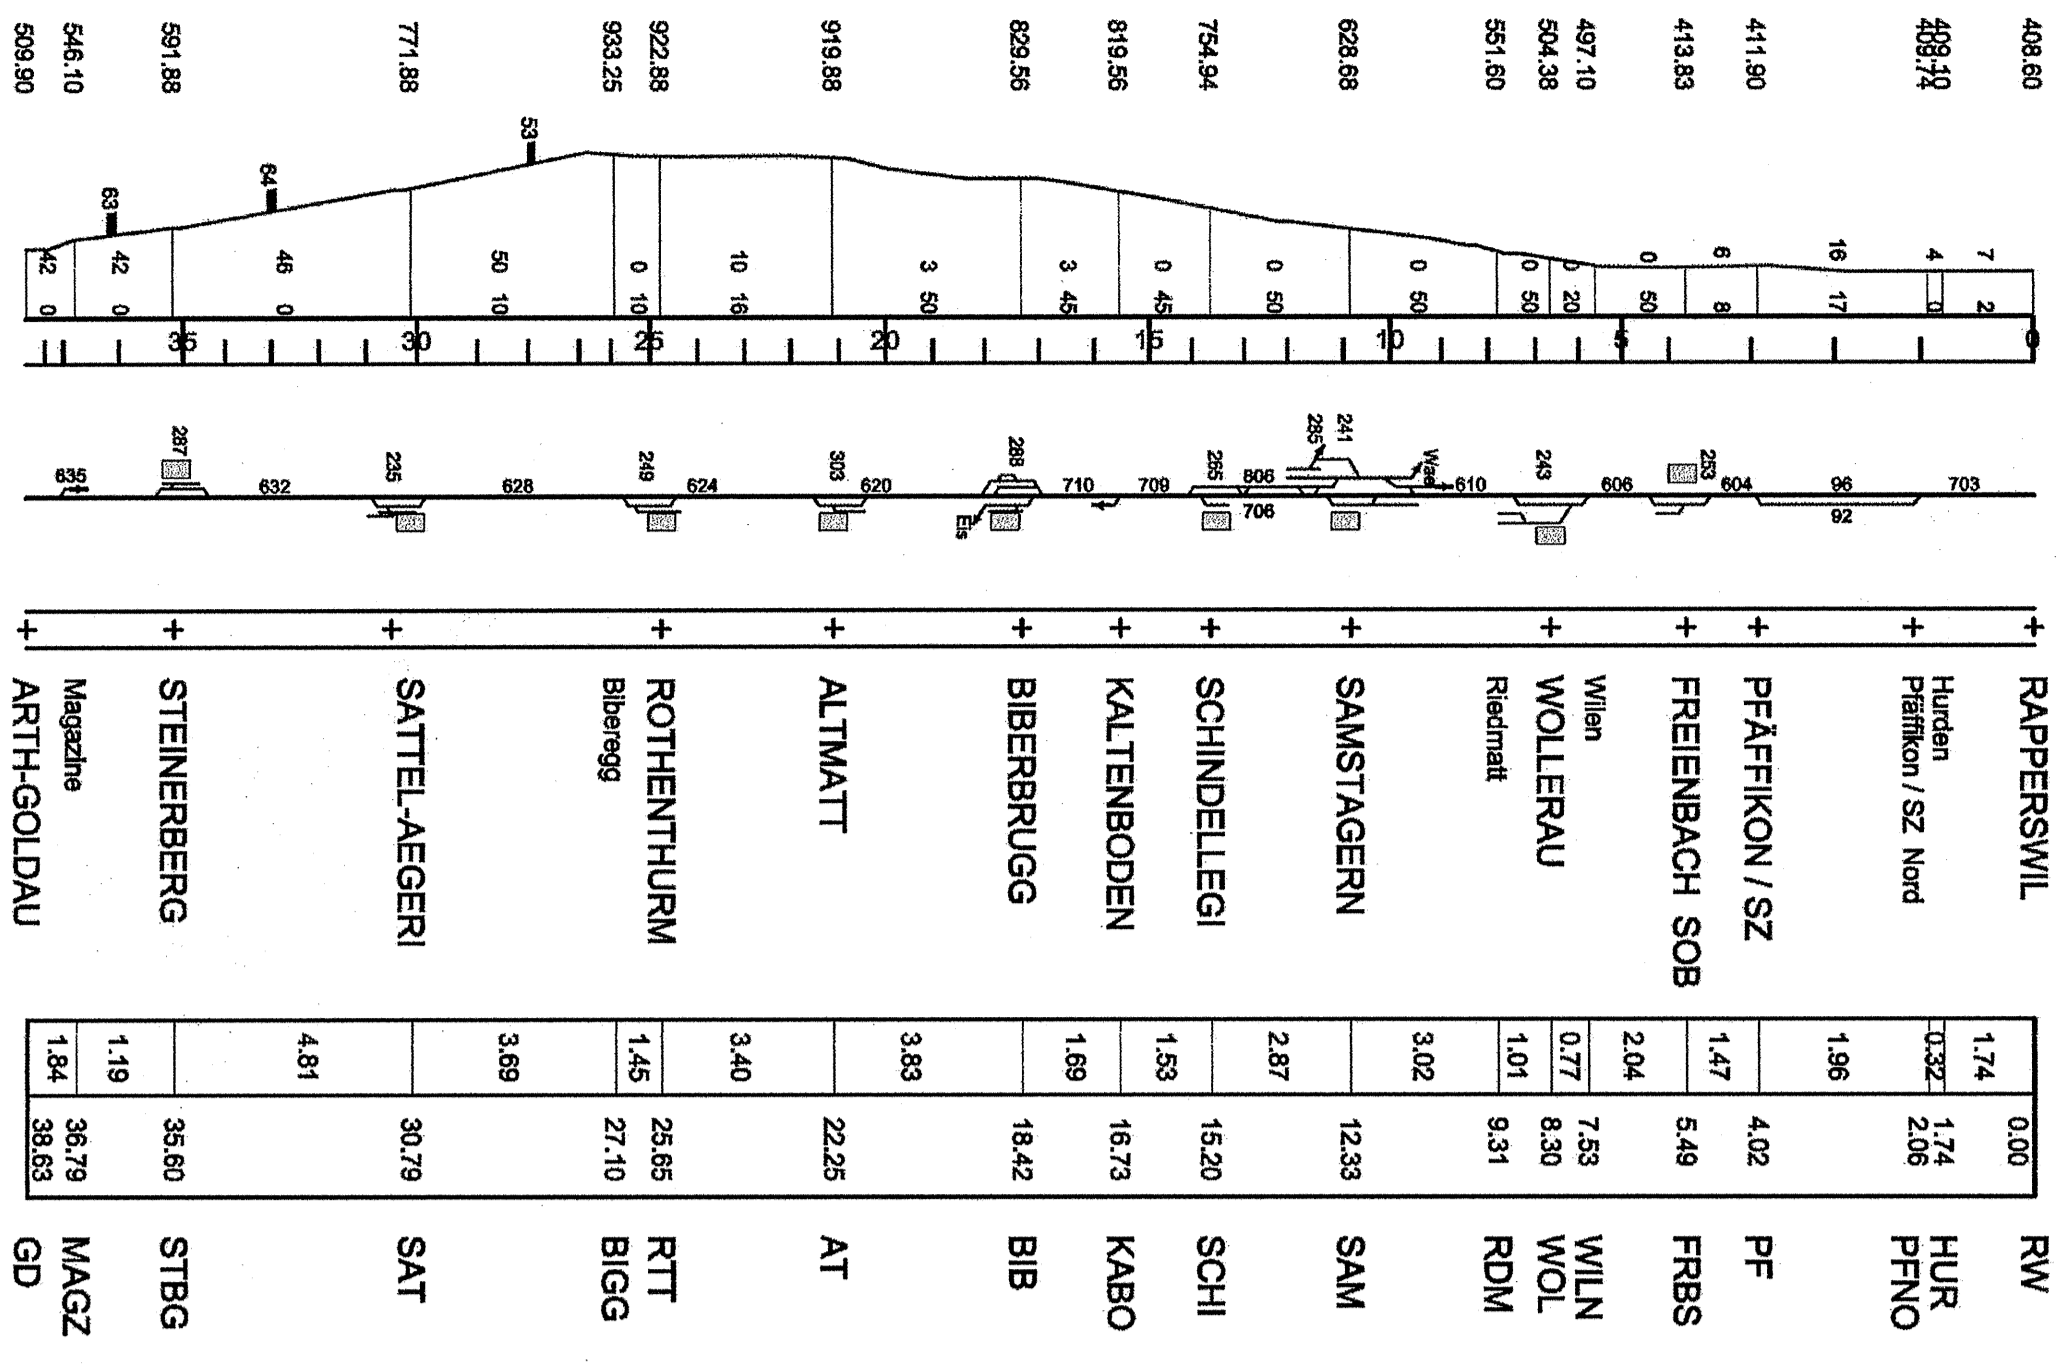 408.60 0 RAPPERSWIL 0.00 RW
7 2 703 1.74
409.10 Hurden 1.74 HUR
4 0 0.32
409.74 Pfäffikon / SZ Nord 2.06 PFNO
16 17 96 92 1.96
411.90 PFÄFFIKON / SZ 4.02 PF
6 8 604 1.47
413.83 253 FREIENBACH SOB 5.49 FRBS
0 50 5 606 2.04
497.10 Wilen 7.53 WILN
0 20 0.77
504.38 243 WOLLERAU 8.30 WOL
0 50 1.01
551.60 Riedmatt 9.31 RDM
0 50 10 Wae 610 3.02
628.68 241 SAMSTAGERN 12.33 SAM
285
0 50 806 706 2.87
754.94 265 SCHINDELLEGI 15.20 SCHI
0 45 15 709 1.53
819.56 KALTENBODEN 16.73 KABO
3 45 710 1.69
829.56 288 BIBERBRUGG 18.42 BIB
Eis
3 50 20 620 3.83
919.88 303 ALTMATT 22.25 AT
10 16 624 3.40
922.88 25 249 ROTHENTHURM 25.65 RTT
0 10 1.45
933.25 Biberegg 27.10 BIGG
53
50 10 628 3.69
771.88 30 235 SATTEL-AEGERI 30.79 SAT
64
46 0 632 4.81
591.88 35 287 STEINERBERG 35.60 STBG
63
42 0 1.19
546.10 635 Magazine 36.79 MAGZ
42 0 1.84
509.90 ARTH-GOLDAU 38.63 GD